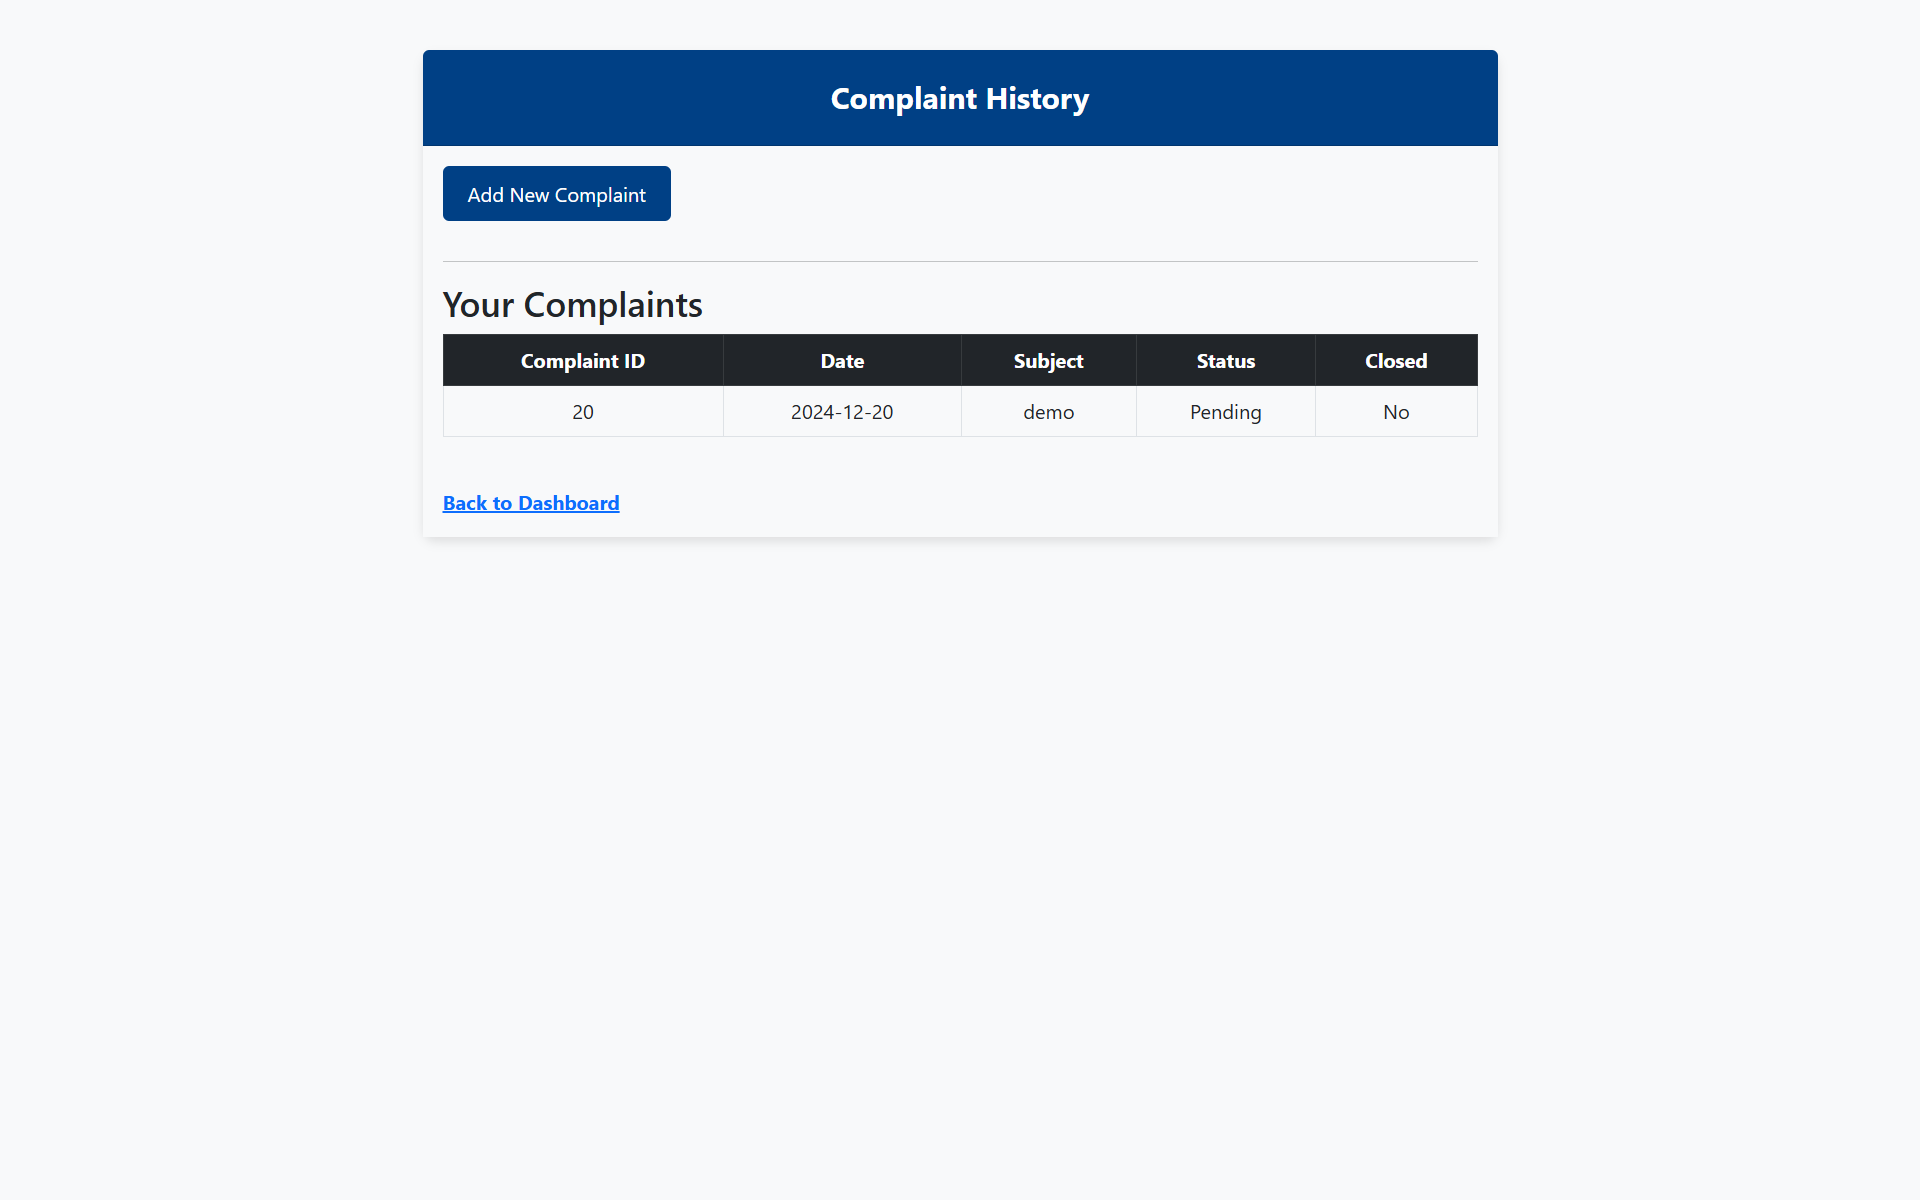 Complaint History
Add New Complaint
Your Complaints
Complaint ID Date Subject Status Closed
20 2024-12-20 demo Pending No
Back to Dashboard